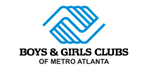 BOYS & GIRLS CLUBS
OF METRO ATLANTA